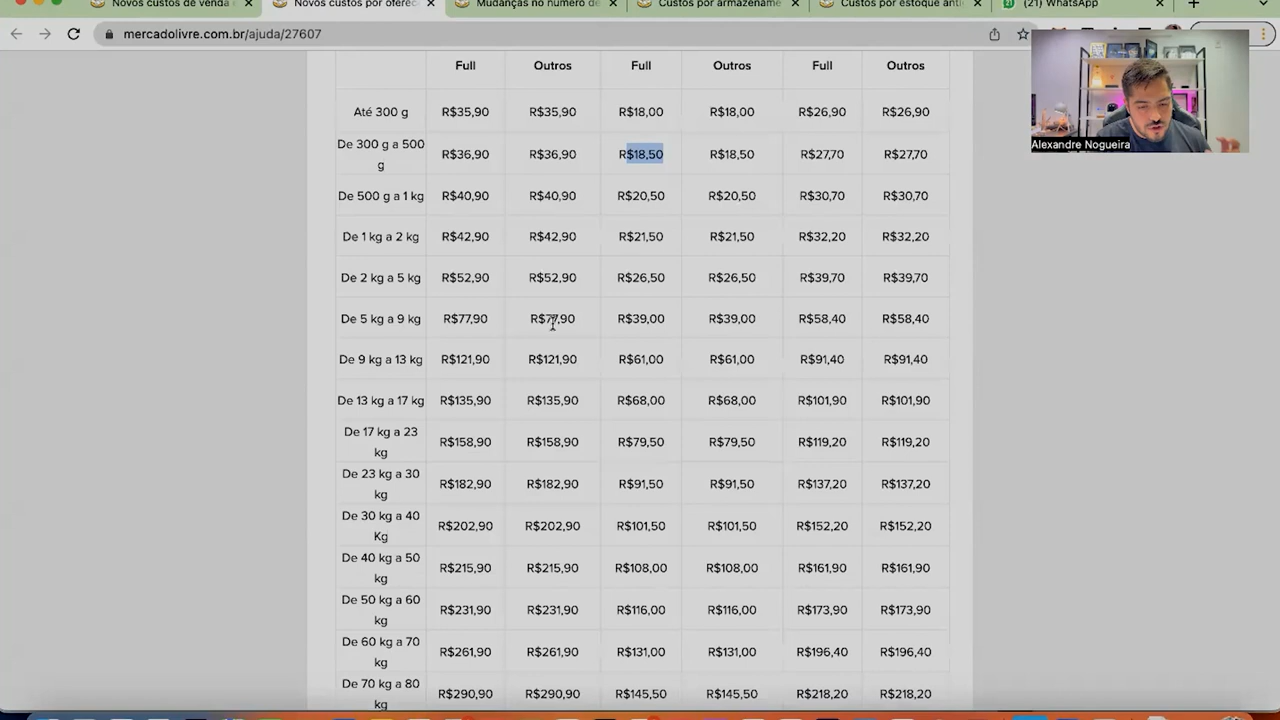 Novos custos de venda
Novos custos por oferec
Mudanças no número de
Custos por armazename
Custos por estoque anti
(21) WhatsApp
mercadolivre.com.br/ajuda/27607
Alexandre Nogueira
Full Outros Full Outros Full Outros
Até 300 g R$35,90 R$35,90 R$18,00 R$18,00 R$26,90 R$26,90
De 300 g a 500
g R$36,90 R$36,90 R$18,50 R$18,50 R$27,70 R$27,70
De 500 g a 1 kg R$40,90 R$40,90 R$20,50 R$20,50 R$30,70 R$30,70
De 1 kg a 2 kg R$42,90 R$42,90 R$21,50 R$21,50 R$32,20 R$32,20
De 2 kg a 5 kg R$52,90 R$52,90 R$26,50 R$26,50 R$39,70 R$39,70
De 5 kg a 9 kg R$77,90 R$77,90 R$39,00 R$39,00 R$58,40 R$58,40
De 9 kg a 13 kg R$121,90 R$121,90 R$61,00 R$61,00 R$91,40 R$91,40
De 13 kg a 17 kg R$135,90 R$135,90 R$68,00 R$68,00 R$101,90 R$101,90
De 17 kg a 23
kg R$158,90 R$158,90 R$79,50 R$79,50 R$119,20 R$119,20
De 23 kg a 30
kg R$182,90 R$182,90 R$91,50 R$91,50 R$137,20 R$137,20
De 30 kg a 40
Kg R$202,90 R$202,90 R$101,50 R$101,50 R$152,20 R$152,20
De 40 kg a 50
kg R$215,90 R$215,90 R$108,00 R$108,00 R$161,90 R$161,90
De 50 kg a 60
kg R$231,90 R$231,90 R$116,00 R$116,00 R$173,90 R$173,90
De 60 kg a 70
kg R$261,90 R$261,90 R$131,00 R$131,00 R$196,40 R$196,40
De 70 kg a 80
kg R$290,90 R$290,90 R$145,50 R$145,50 R$218,20 R$218,20